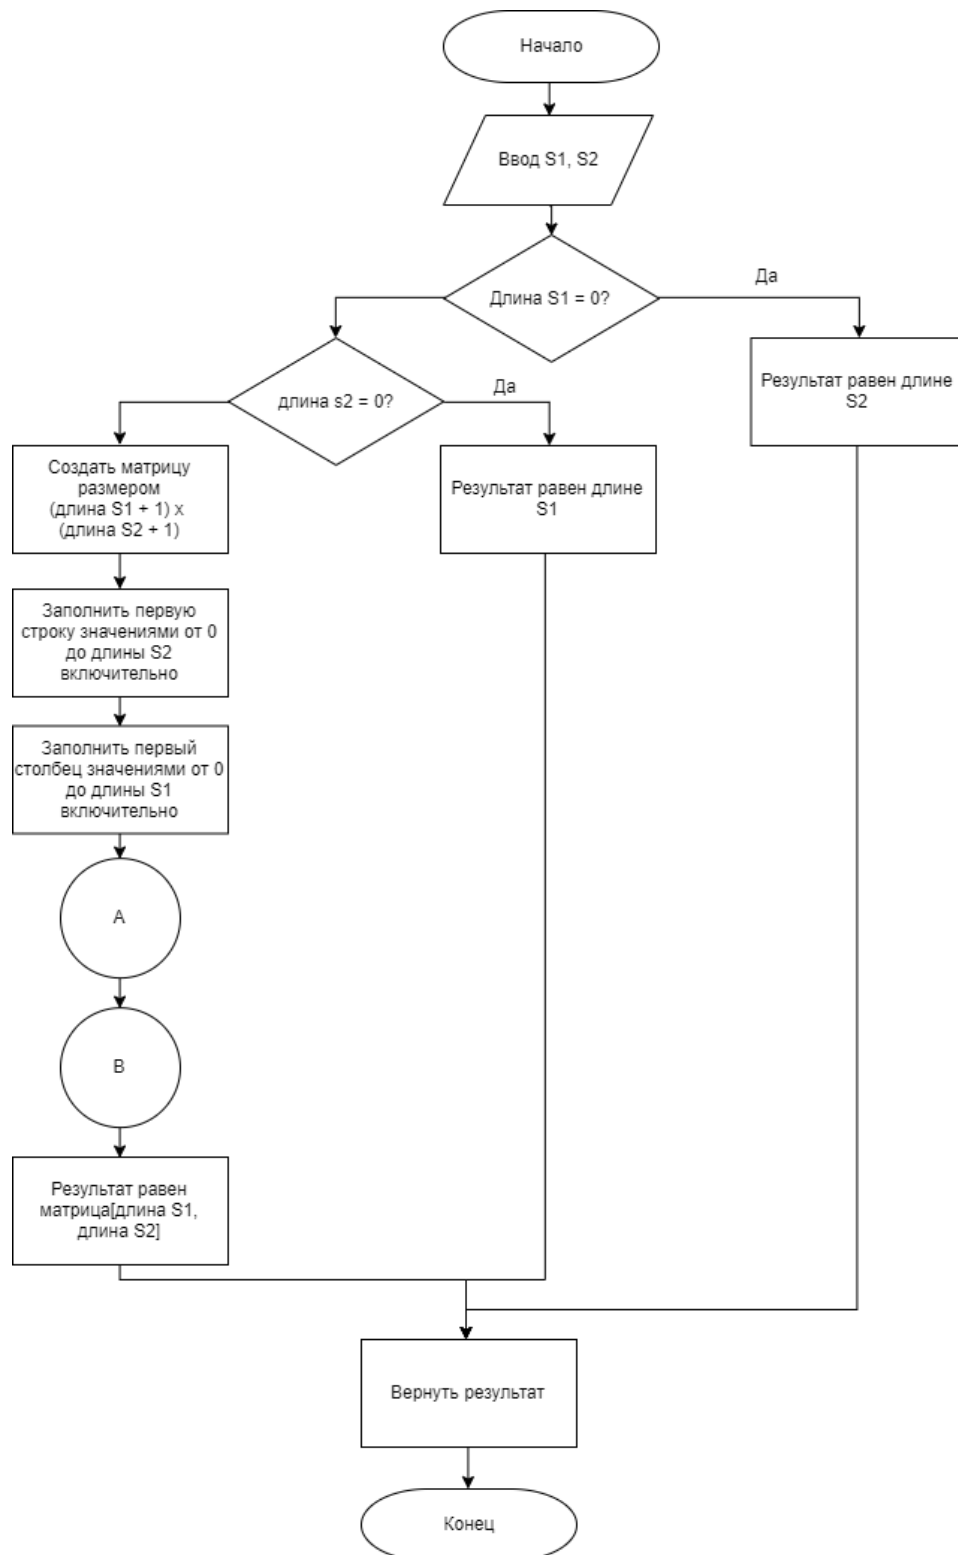 Начало
Ввод S1, S2
Длина S1 = 0?
Да
Результат равен длине
S2
длина s2 = 0?
Да
Результат равен длине
S1
Создать матрицу
размером
(длина S1 + 1) x
(длина S2 + 1)
Заполнить первую
строку значениями от 0
до длины S2
включительно
Заполнить первый
столбец значениями от 0
до длины S1
включительно
A
B
Результат равен
матрица[длина S1,
длина S2]
Вернуть результат
Конец